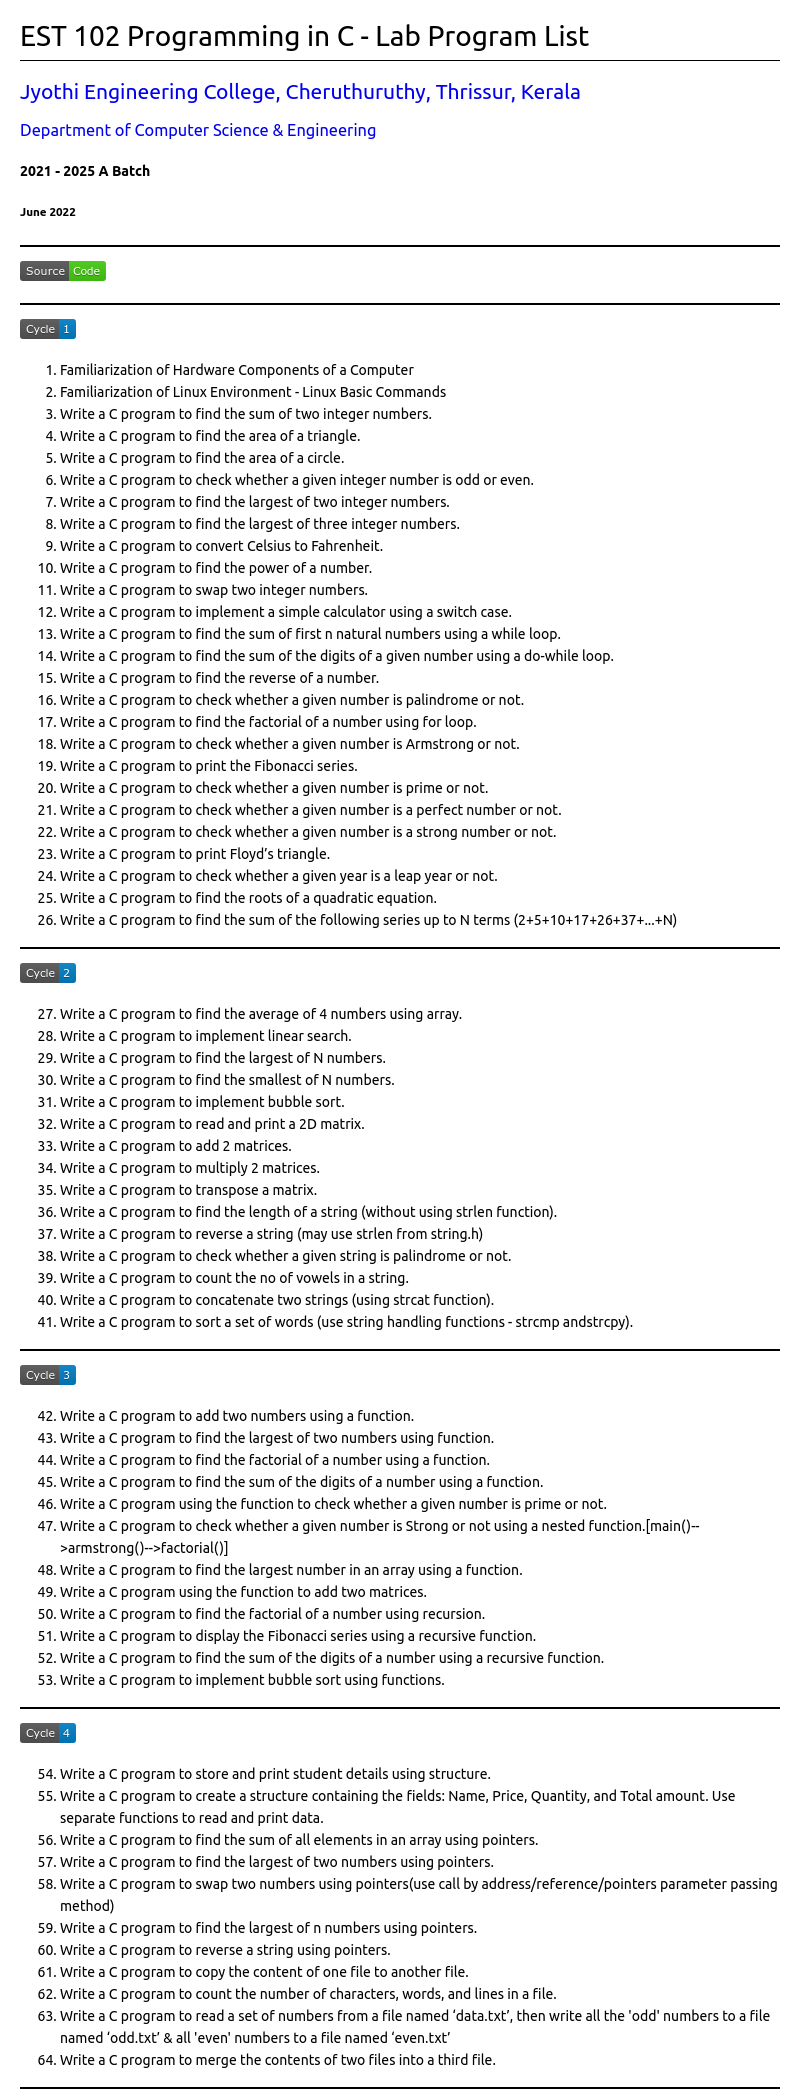 EST 102 Programming in C - Lab Program List
Jyothi Engineering College, Cheruthuruthy, Thrissur, Kerala
Department of Computer Science & Engineering
2021 - 2025 A Batch
June 2022
Source Code
Cycle 1
1. Familiarization of Hardware Components of a Computer
2. Familiarization of Linux Environment - Linux Basic Commands
3. Write a C program to find the sum of two integer numbers.
4. Write a C program to find the area of a triangle.
5. Write a C program to find the area of a circle.
6. Write a C program to check whether a given integer number is odd or even.
7. Write a C program to find the largest of two integer numbers.
8. Write a C program to find the largest of three integer numbers.
9. Write a C program to convert Celsius to Fahrenheit.
10. Write a C program to find the power of a number.
11. Write a C program to swap two integer numbers.
12. Write a C program to implement a simple calculator using a switch case.
13. Write a C program to find the sum of first n natural numbers using a while loop.
14. Write a C program to find the sum of the digits of a given number using a do-while loop.
15. Write a C program to find the reverse of a number.
16. Write a C program to check whether a given number is palindrome or not.
17. Write a C program to find the factorial of a number using for loop.
18. Write a C program to check whether a given number is Armstrong or not.
19. Write a C program to print the Fibonacci series.
20. Write a C program to check whether a given number is prime or not.
21. Write a C program to check whether a given number is a perfect number or not.
22. Write a C program to check whether a given number is a strong number or not.
23. Write a C program to print Floyd’s triangle.
24. Write a C program to check whether a given year is a leap year or not.
25. Write a C program to find the roots of a quadratic equation.
26. Write a C program to find the sum of the following series up to N terms (2+5+10+17+26+37+...+N)
Cycle 2
27. Write a C program to find the average of 4 numbers using array.
28. Write a C program to implement linear search.
29. Write a C program to find the largest of N numbers.
30. Write a C program to find the smallest of N numbers.
31. Write a C program to implement bubble sort.
32. Write a C program to read and print a 2D matrix.
33. Write a C program to add 2 matrices.
34. Write a C program to multiply 2 matrices.
35. Write a C program to transpose a matrix.
36. Write a C program to find the length of a string (without using strlen function).
37. Write a C program to reverse a string (may use strlen from string.h)
38. Write a C program to check whether a given string is palindrome or not.
39. Write a C program to count the no of vowels in a string.
40. Write a C program to concatenate two strings (using strcat function).
41. Write a C program to sort a set of words (use string handling functions - strcmp andstrcpy).
Cycle 3
42. Write a C program to add two numbers using a function.
43. Write a C program to find the largest of two numbers using function.
44. Write a C program to find the factorial of a number using a function.
45. Write a C program to find the sum of the digits of a number using a function.
46. Write a C program using the function to check whether a given number is prime or not.
47. Write a C program to check whether a given number is Strong or not using a nested function.[main()--
>armstrong()-->factorial()]
48. Write a C program to find the largest number in an array using a function.
49. Write a C program using the function to add two matrices.
50. Write a C program to find the factorial of a number using recursion.
51. Write a C program to display the Fibonacci series using a recursive function.
52. Write a C program to find the sum of the digits of a number using a recursive function.
53. Write a C program to implement bubble sort using functions.
Cycle 4
54. Write a C program to store and print student details using structure.
55. Write a C program to create a structure containing the fields: Name, Price, Quantity, and Total amount. Use
separate functions to read and print data.
56. Write a C program to find the sum of all elements in an array using pointers.
57. Write a C program to find the largest of two numbers using pointers.
58. Write a C program to swap two numbers using pointers(use call by address/reference/pointers parameter passing
method)
59. Write a C program to find the largest of n numbers using pointers.
60. Write a C program to reverse a string using pointers.
61. Write a C program to copy the content of one file to another file.
62. Write a C program to count the number of characters, words, and lines in a file.
63. Write a C program to read a set of numbers from a file named ‘data.txt’, then write all the 'odd' numbers to a file
named ‘odd.txt’ & all 'even' numbers to a file named ‘even.txt’
64. Write a C program to merge the contents of two files into a third file.